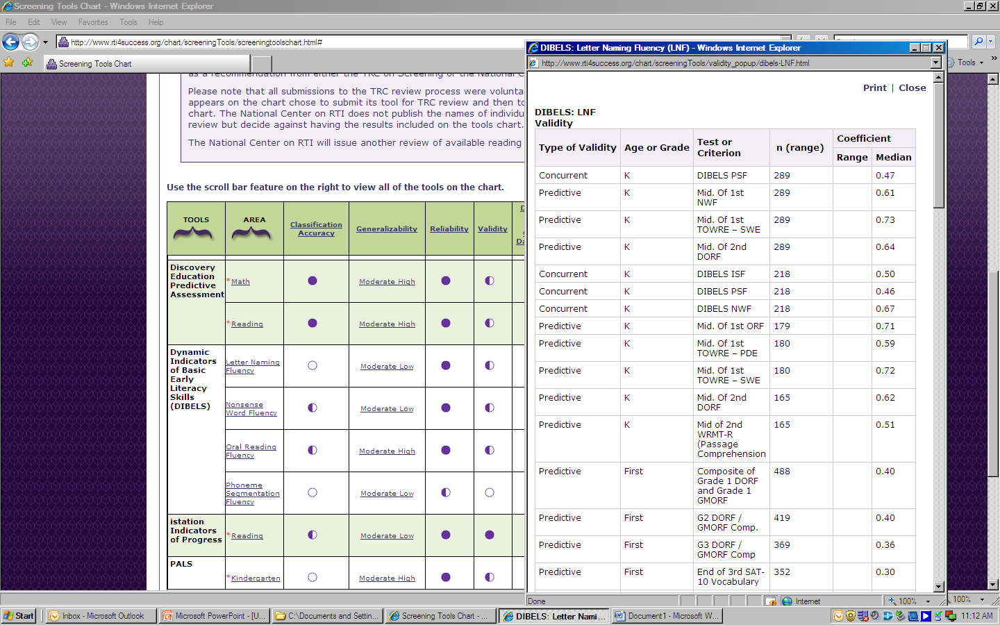 Screening Tools Chart - Windows Internet Explorer
File Edit View Favorites Tools Help
http://www.rti4success.org/chart/screeningTools/screeningtoolschart.html#
Screening Tools Chart
Tools
as a recommendation from either the TRC on Screening or the National C
Please note that all submissions to the TRC review process were volunta
appears on the chart chose to submit its tool for TRC review and then to
chart. The National Center on RTI does not publish the names of individu
review but decide against having the results included on the tools chart.
The National Center on RTI will issue another review of available reading
Use the scroll bar feature on the right to view all of the tools on the chart.
TOOLS AREA Classification Accuracy Generalizability Reliability Validity
Discovery
Education
Predictive
Assessment
*Math Moderate High
*Reading Moderate High
Dynamic
Indicators
of Basic
Early
Literacy
Skills
(DIBELS)
Letter Naming
Fluency
Moderate Low
Nonsense
Word Fluency
Moderate Low
Oral Reading
Fluency
Moderate High
Phoneme
Segmentation
Fluency
Moderate Low
istation
Indicators
of Progress
*Reading Moderate Low
PALS
*Kindergarten Moderate High
DIBELS: Letter Naming Fluency (LNF) - Windows Internet Explorer
http://www.rti4success.org/chart/screeningTools/validity_popup/dibels-LNF.html
Print | Close
DIBELS: LNF
Validity
Type of Validity Age or Grade Test or Criterion n (range) Coefficient
Range Median
Concurrent K DIBELS PSF 289 0.47
Predictive K Mid. Of 1st 289 0.61
NWF
Predictive K Mid. Of 1st 289 0.73
TOWRE – SWE
Predictive K Mid. Of 2nd 289 0.64
DORF
Concurrent K DIBELS ISF 218 0.50
Concurrent K DIBELS PSF 218 0.46
Concurrent K DIBELS NWF 218 0.67
Predictive K Mid. Of 1st ORF 179 0.71
Predictive K Mid. Of 1st 180 0.59
TOWRE – PDE
Predictive K Mid. Of 1st 180 0.72
TOWRE – SWE
Predictive K Mid. Of 2nd 165 0.62
DORF
Predictive K Mid of 2nd 165 0.51
WRMT-R
(Passage
Comprehension
Predictive First Composite of 488 0.40
Grade 1 DORF
and Grade 1
GMORF
Predictive First G2 DORF / 419 0.40
GMORF Comp.
Predictive First G3 DORF / 369 0.36
GMORF Comp
Predictive First End of 3rd SAT- 352 0.30
10 Vocabulary
Done Internet 100%
100%
Start Inbox - Microsoft Outlook Microsoft PowerPoint - [U... C:\Documents and Settin... Screening Tools Chart - ... DIBELS: Letter Nami... Document1 - Microsoft W... 11:12 AM